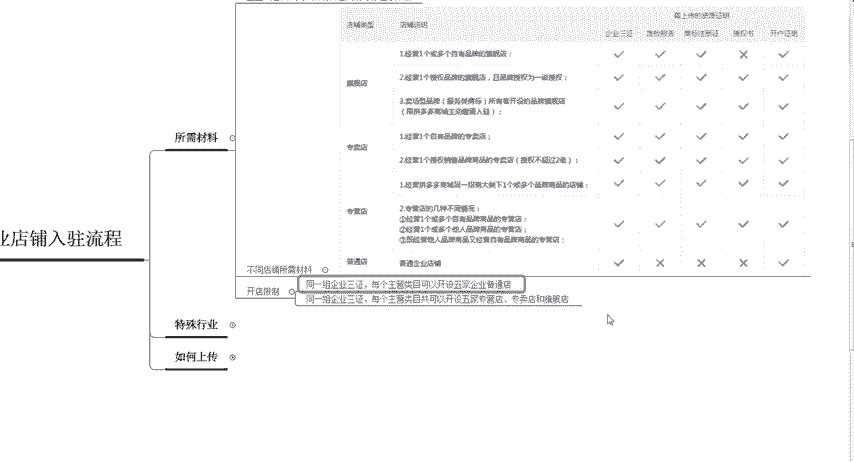 需上传的资质证明
店铺类型 店铺说明
企业三证 质检报告 商标注册证 授权书 开户证明
1.经营1个或多个自有品牌的旗舰店；
2.经营1个授权品牌的旗舰店，且品牌授权为一级授权；
旗舰店
3.卖场型品牌（服务类商标）所有者开设的品牌旗舰店
（限拼多多商城主动邀请入驻）；
1.经营1个自有品牌的专卖店；
专卖店
2.经营1个授权销售品牌商品的专卖店（授权不超过2级）；
1.经营拼多多商城同一招商大类下1个或多个品牌商品的店铺；
专营店
2.专营店的几种不同情况：
①经营1个或多个自有品牌商品的专营店；
②经营1个或多个他人品牌商品的专营店；
③既经营他人品牌商品又经营自有品牌商品的专营店；
普通店 普通企业店铺
所需材料
业店铺入驻流程
不同店铺所需材料
开店限制
同一组企业三证，每个主营类目可以开设五家企业普通店
同一组企业三证，每个主营类目共可以开设五家专营店、专卖店和旗舰店
特殊行业
如何上传